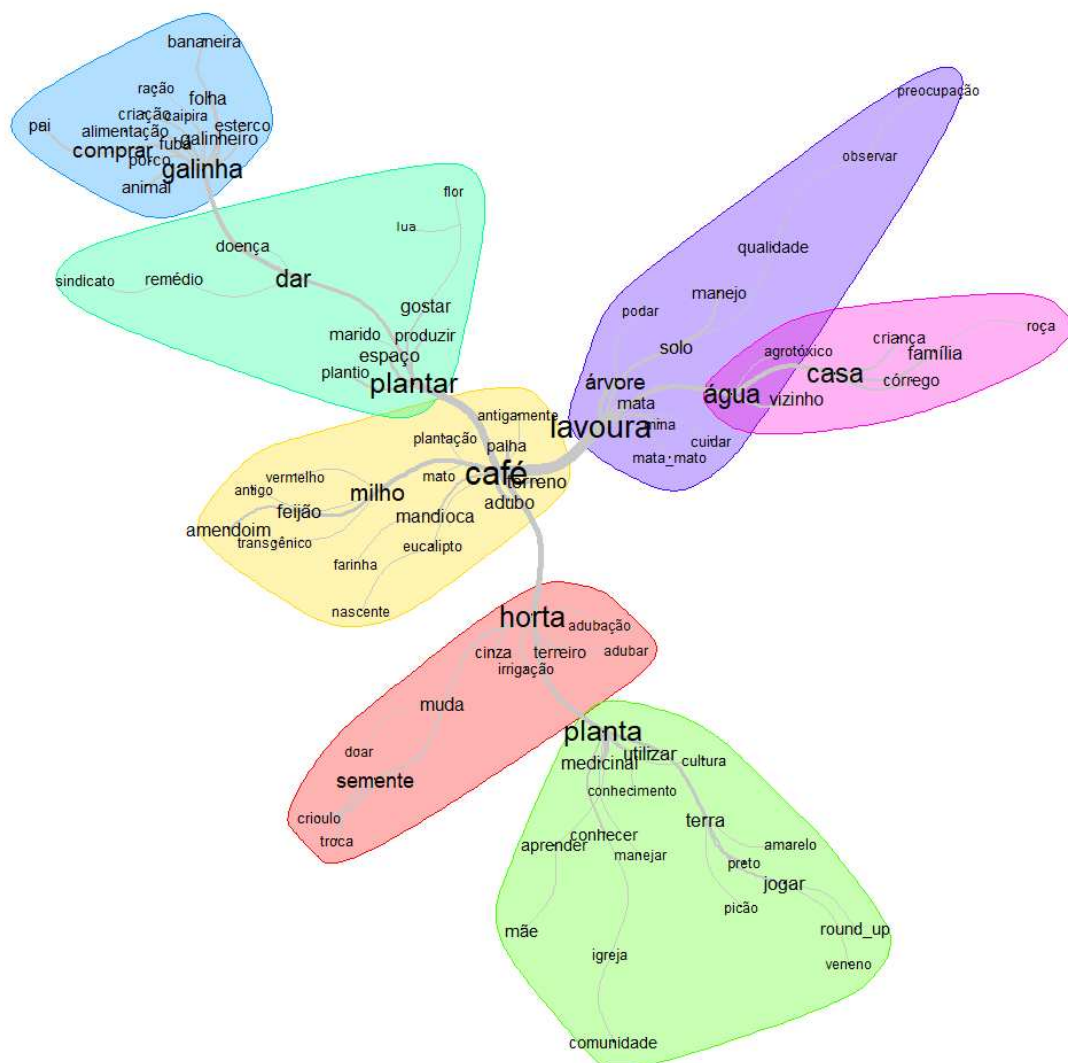 bananeira
ração
folha
criação
caipira
pai
alimentação
esterco
fubá
galinheiro
comprar
porco
galinha
animal
flor
lua
doença
sindicato
remédio
dar
gostar
marido
produzir
espaço
plantio
plantar
preocupação
observar
qualidade
manejo
podar
solo
árvore
mata
lavoura
mina
cuidar
mata_mato
água
agrotóxico
casa
vizinho
criança
família
córrego
roça
antigamente
plantação
palha
café
terreno
adubo
mato
vermelho
milho
antigo
feijão
mandioca
amendoim
transgênico
eucalipto
farinha
nascente
horta
adubação
cinza
terreiro
adubar
irrigação
muda
doar
semente
crioulo
troca
planta
utilizar
medicinal
cultura
conhecimento
terra
conhecer
aprender
manejar
amarelo
preto
jogar
picão
mãe
round_up
igreja
veneno
comunidade